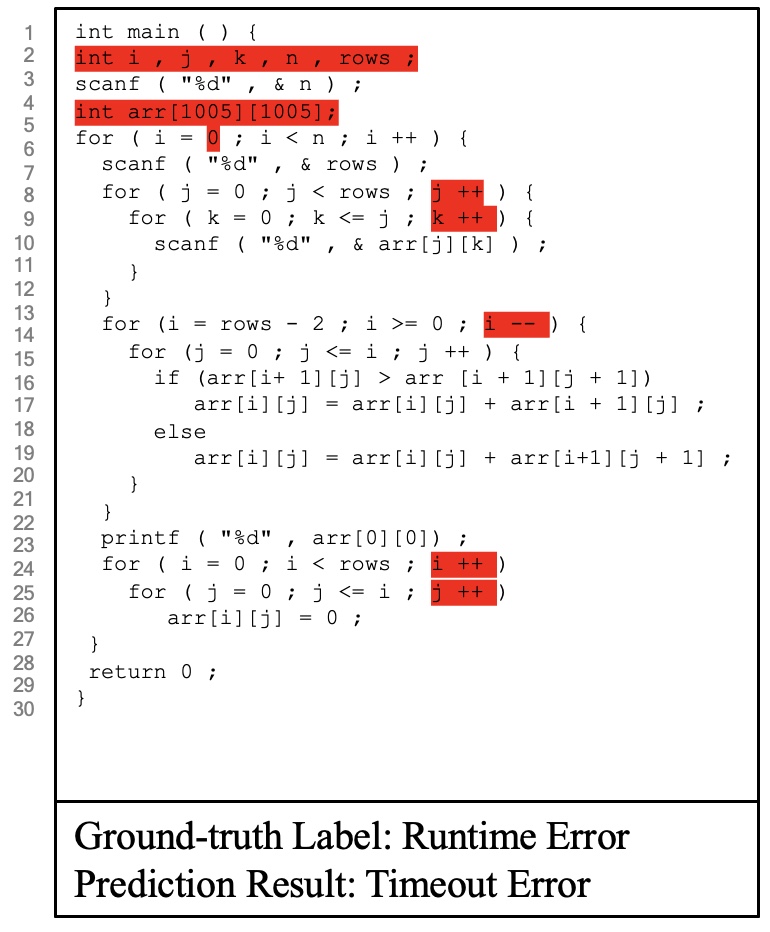 1 int main ( ) {
2 int i , j , k , n , rows ;
3 scanf ( "%d" , & n ) ;
4 int arr[1005][1005];
5 for ( i = 0 ; i < n ; i ++ ) {
6 scanf ( "%d" , & rows ) ;
7 for ( j = 0 ; j < rows ; j ++ ) {
8 for ( k = 0 ; k <= j ; k ++ ) {
9 scanf ( "%d" , & arr[j][k] ) ;
10 }
11 }
12 for (i = rows - 2 ; i >= 0 ; i -- ) {
13 for (j = 0 ; j <= i ; j ++ ) {
14 if (arr[i+ 1][j] > arr [i + 1][j + 1])
15 arr[i][j] = arr[i][j] + arr[i + 1][j] ;
16 else
17 arr[i][j] = arr[i][j] + arr[i+1][j + 1] ;
18 }
19 }
20 printf ( "%d" , arr[0][0]) ;
21 for ( i = 0 ; i < rows ; i ++ )
22 for ( j = 0 ; j <= i ; j ++ )
23 arr[i][j] = 0 ;
24 }
25 return 0 ;
26 }
27
28
29
30
Ground-truth Label: Runtime Error
Prediction Result: Timeout Error